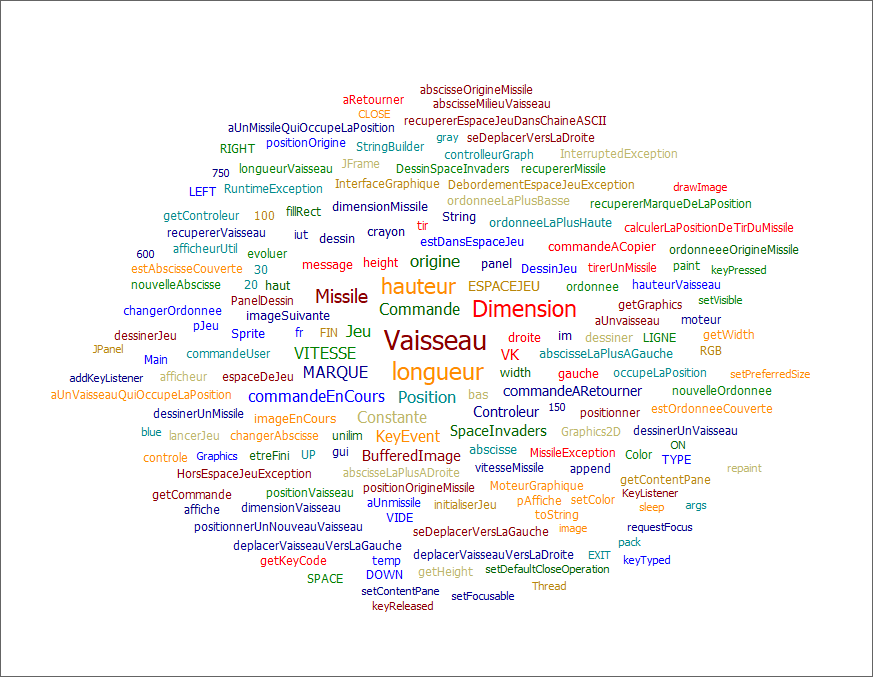 abscisseOrigineMissile
aRetourner abscisseMilieuVaisseau
CLOSE recupererEspaceJeuDansChaineASCII
aUnMissileQuiOccupeLaPosition gray seDeplacerVersLaDroite
RIGHT positionOrigine StringBuilder controlleurGraph InterruptedException
750 longueurVaisseau JFrame DessinSpaceInvaders recupererMissile
LEFT RuntimeException InterfaceGraphique DebordementEspaceJeuException drawImage
ordonneeLaPlusBasse recupererMarqueDeLaPosition
getControleur 100 fillRect dimensionMissile String ordonneeLaPlusHaute
recupererVaisseau iut dessin crayon tir calculerLaPositionDeTirDuMissile
600 afficheurUtil evoluer estDansEspaceJeu commandeACopier ordonneeeOrigineMissile
estAbscisseCouverte 30 message height origine panel DessinJeu tirerUnMissile paint keyPressed
nouvelleAbscisse 20 haut hauteur ESPACEJEU ordonnee hauteurVaisseau
PanelDessin Missile setVisible
changerOrdonnee imageSuivante Commande Dimension getGraphics
pJeu aUnvaisseau moteur
dessinerJeu Sprite fr FIN Jeu Vaisseau droite im dessiner LIGNE getWidth
JPanel Main commandeUser VITESSE VK abscisseLaPlusAGauche RGB
addKeyListener afficheur espaceDeJeu MARQUE longueur width gauche occupeLaPosition setPreferredSize
aUnVaisseauQuiOccupeLaPosition commandeEnCours Position bas commandeARetourner nouvelleOrdonnee
dessinerUnMissile imageEnCours Constante Controleur 150 positionner estOrdonneeCouverte
blue lancerJeu changerAbscisse unilim KeyEvent SpaceInvaders Graphics2D dessinerUnVaisseau
controle Graphics etreFini UP gui BufferedImage abscisse MissileException Color ON
TYPE
HorsEspaceJeuException abscisseLaPlusADroite vitesseMissile append repaint
getCommande positionVaisseau positionOrigineMissile MoteurGraphique getContentPane
KeyListener
affiche dimensionVaisseau aUnmissile initialiserJeu pAffiche setColor sleep args
VIDE toString
positionnerUnNouveauVaisseau seDeplacerVersLaGauche image requestFocus
deplacerVaisseauVersLaGauche deplacerVaisseauVersLaDroite EXIT pack
getKeyCode temp keyTyped
SPACE DOWN getHeight setDefaultCloseOperation
setContentPane setFocusable Thread
keyReleased